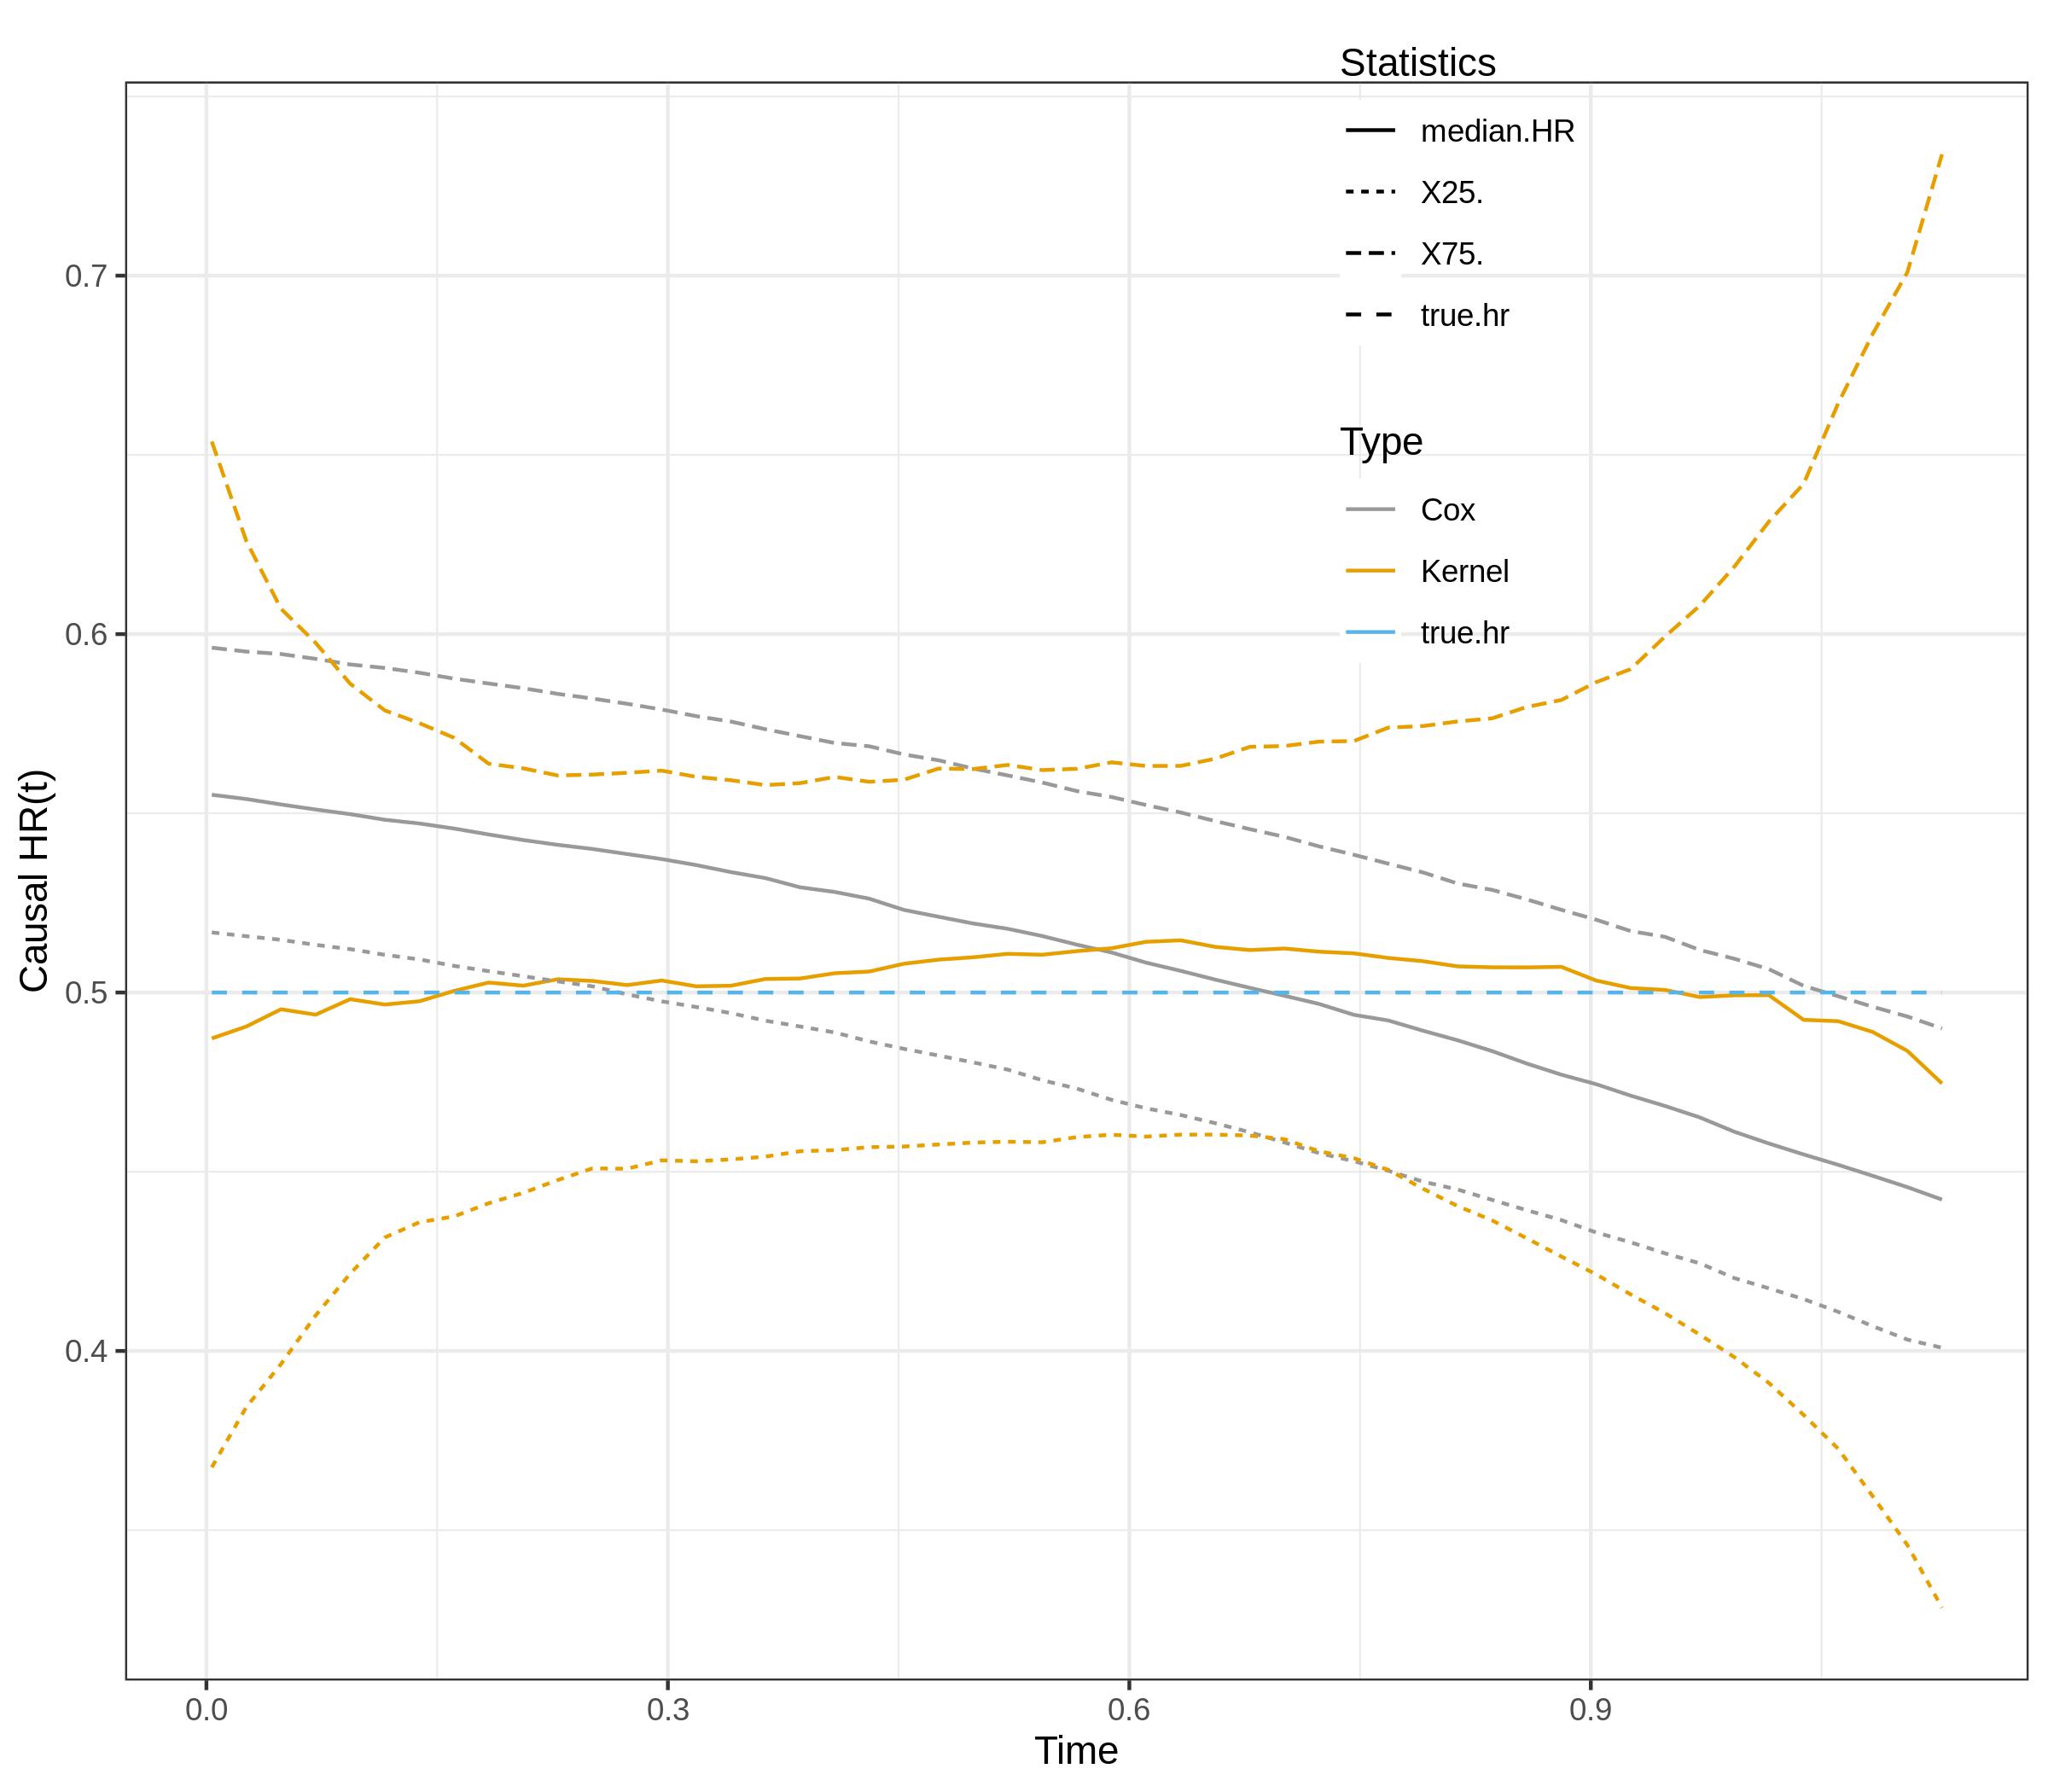 Statistics
median.HR
X25.
X75.
true.hr
Type
Cox
Kernel
true.hr
Causal HR(t)
0.7
0.6
0.5
0.4
0.0 0.3 0.6 0.9
Time